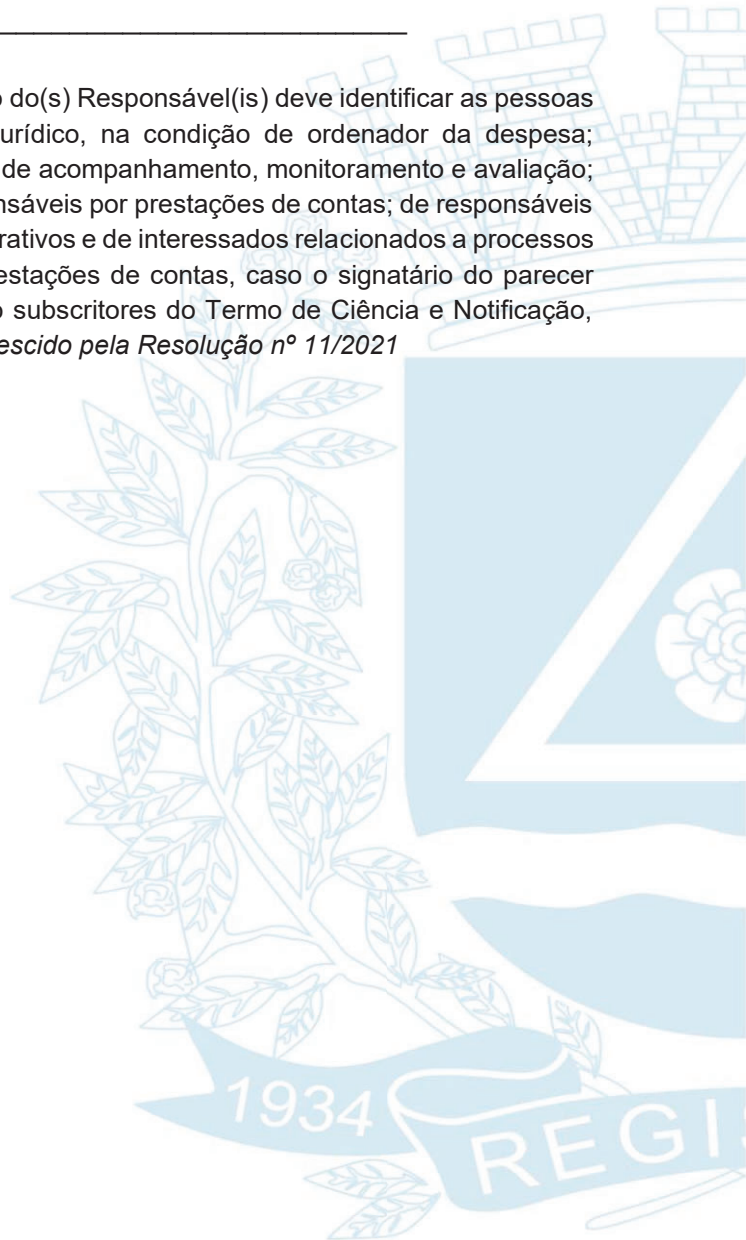 o do(s) Responsável(is) deve identificar as pessoas
urídico, na condição de ordenador da despesa;
de acompanhamento, monitoramento e avaliação;
nsáveis por prestações de contas; de responsáveis
rativos e de interessados relacionados a processos
estações de contas, caso o signatário do parecer
o subscritores do Termo de Ciência e Notificação,
escido pela Resolução nº 11/2021
1934
REGIS